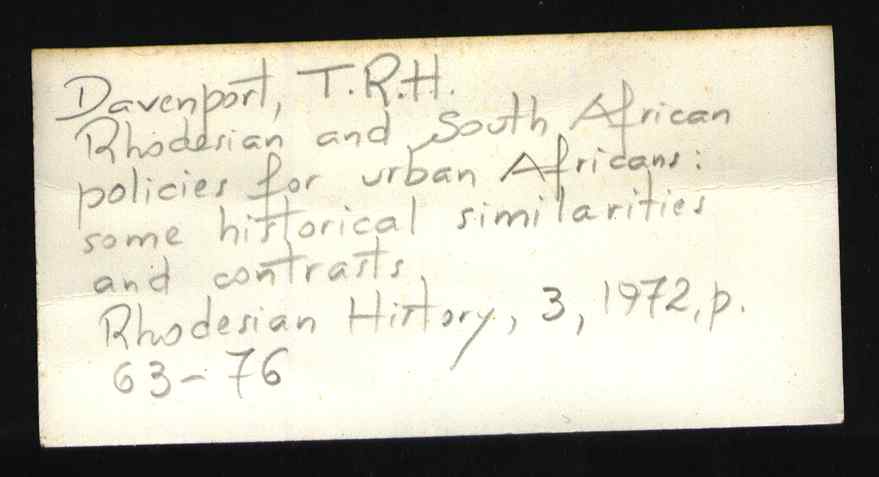 Davenport, T.R.H.
Rhodesian and South African
policies for urban Africans:
some historical similarities
and contrasts.
Rhodesian History, 3, 1972, p.
63-76